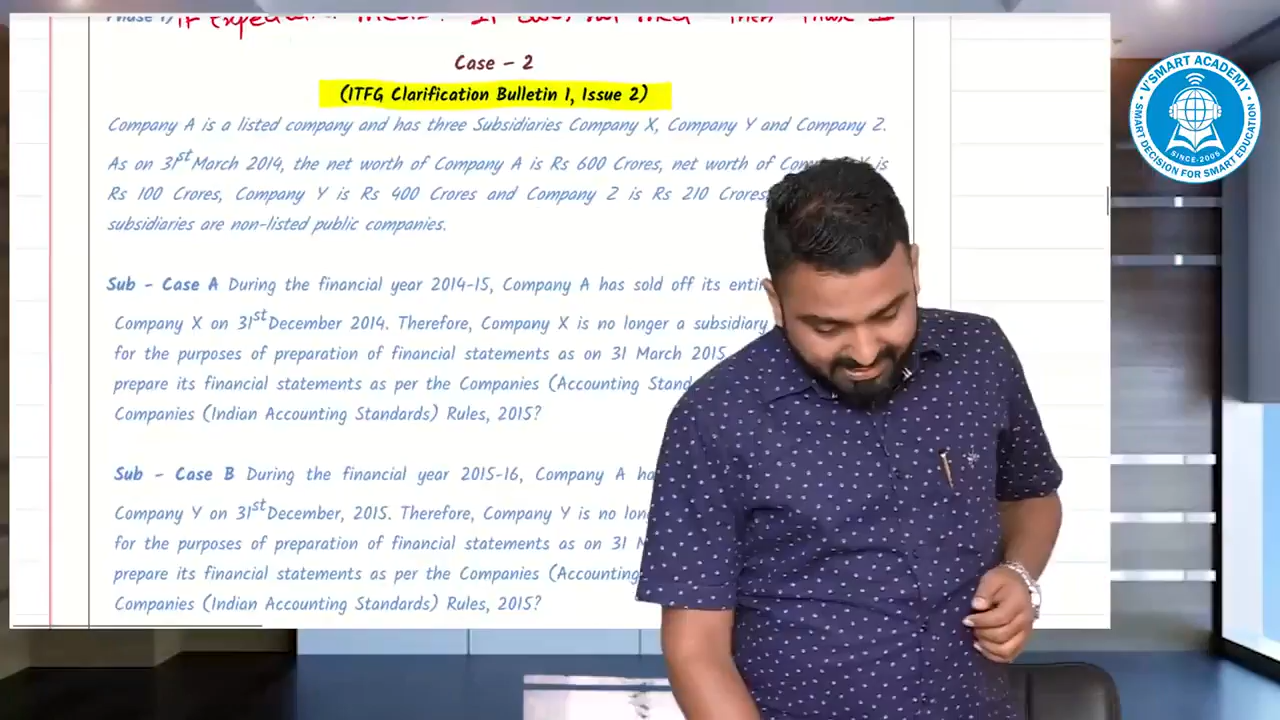 Case – 2
(ITFG Clarification Bulletin 1, Issue 2)
Company A is a listed company and has three Subsidiaries Company X, Company Y and Company Z.
As on 31st March 2014, the net worth of Company A is Rs 600 Crores, net worth of is
Rs 100 Crores, Company Y is Rs 400 Crores and Company Z is Rs 210 Crores
subsidiaries are non-listed public companies.
Sub - Case A During the financial year 2014-15, Company A has sold off its
Company X on 31st December 2014. Therefore, Company X is no longer a subsidiary
for the purposes of preparation of financial statements as on 31 March 2015
prepare its financial statements as per the Companies (Accounting
Companies (Indian Accounting Standards) Rules, 2015?
Sub - Case B During the financial year 2015-16, Company A
Company Y on 31st December, 2015. Therefore, Company Y is no
for the purposes of preparation of financial statements as on 31
prepare its financial statements as per the Companies (Accounting
Companies (Indian Accounting Standards) Rules, 2015?
V'SMART ACADEMY
SINCE-2006
SMART DECISION FOR SMART EDUCATION